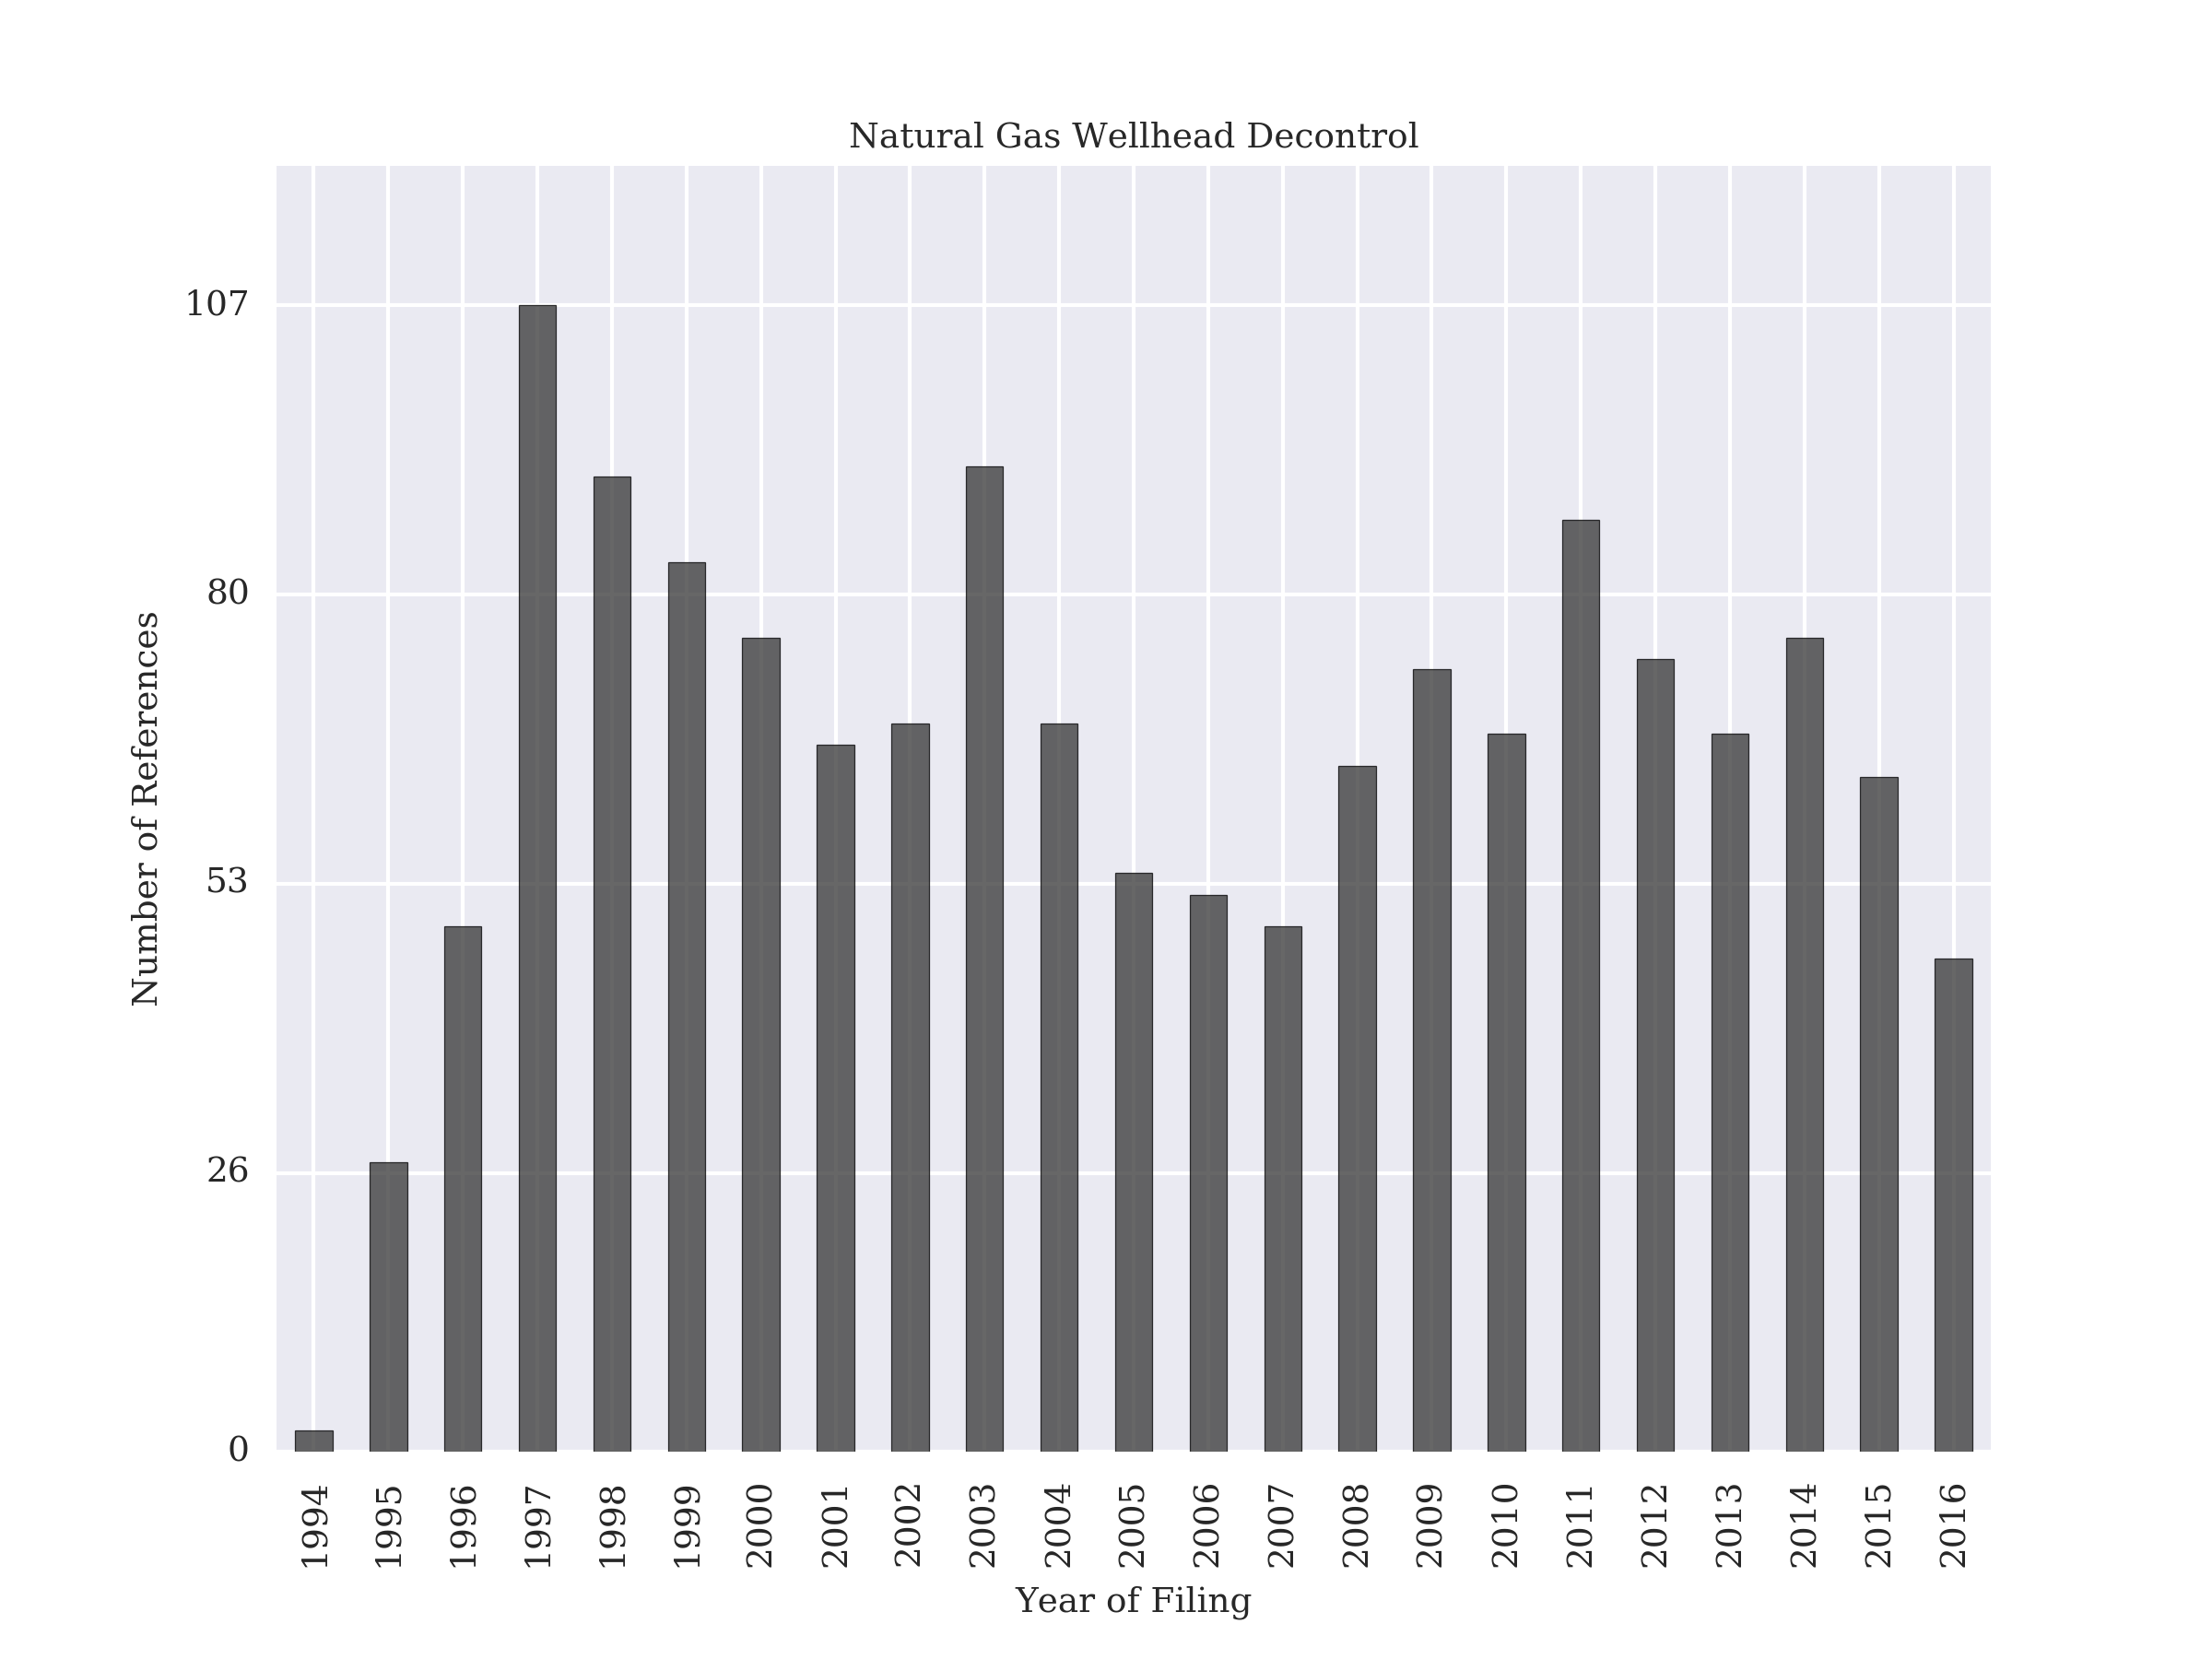 Natural Gas Wellhead Decontrol
107
80
53
26
0
Number of References
1994 1995 1996 1997 1998 1999 2000 2001 2002 2003 2004 2005 2006 2007 2008 2009 2010 2011 2012 2013 2014 2015 2016
Year of Filing